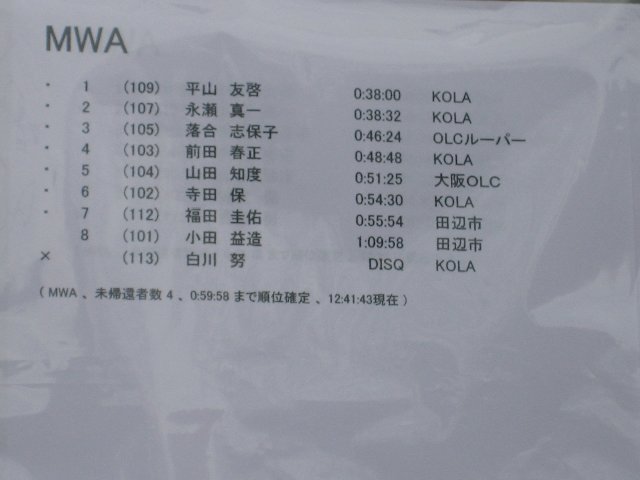 MWA
・ 1 (109) 平山 友啓 0:38:00 KOLA
・ 2 (107) 永瀬 真一 0:38:32 KOLA
・ 3 (105) 落合 志保子 0:46:24 OLCルーパー
・ 4 (103) 前田 春正 0:48:48 KOLA
・ 5 (104) 山田 知度 0:51:25 大阪OLC
・ 6 (102) 寺田 保 0:54:30 KOLA
・ 7 (112) 福田 圭佑 0:55:54 田辺市
8 (101) 小田 益造 1:09:58 田辺市
× (113) 白川 努 DISQ KOLA
( MWA 、未帰還者数 4 、0:59:58 まで順位確定 、12:41:43現在 )